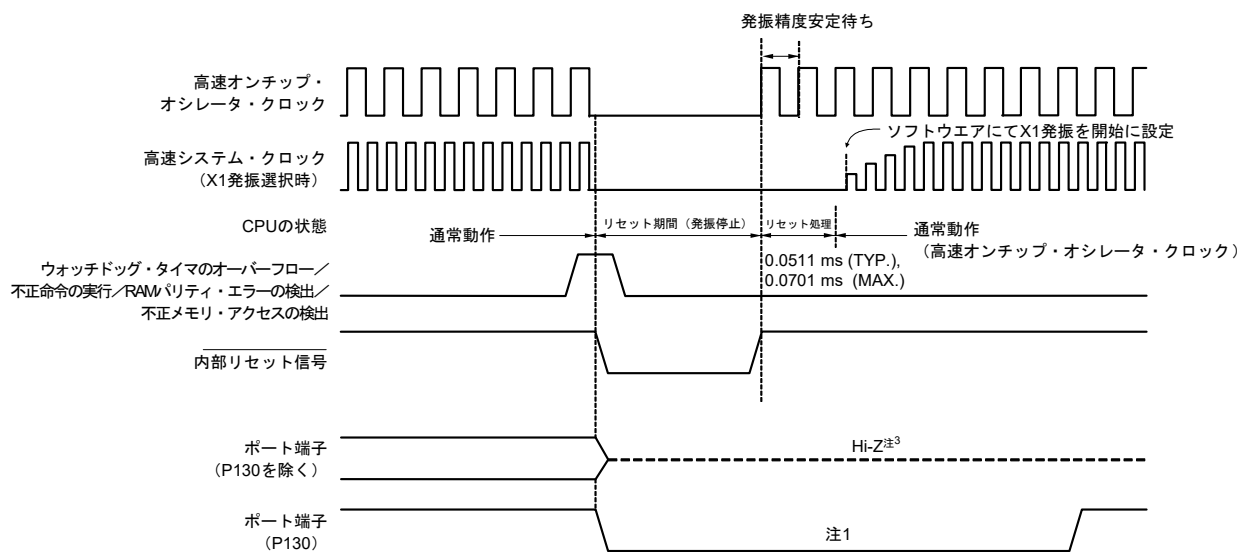 発振精度安定待ち
高速オンチップ・
オシレータ・クロック
ソフトウエアにてX1発振を開始に設定
高速システム・クロック
（X1発振選択時）
CPUの状態
通常動作
リセット期間（発振停止）
リセット処理
通常動作
（高速オンチップ・オシレータ・クロック）
0.0511 ms (TYP.),
0.0701 ms（MAX.）
ウォッチドッグ・タイマのオーバーフロー／
不正命令の実行／RAMパリティ・エラーの検出／
不正メモリ・アクセスの検出
内部リセット信号
ポート端子
（P130を除く）
Hi-Z注3
ポート端子
（P130）
注1